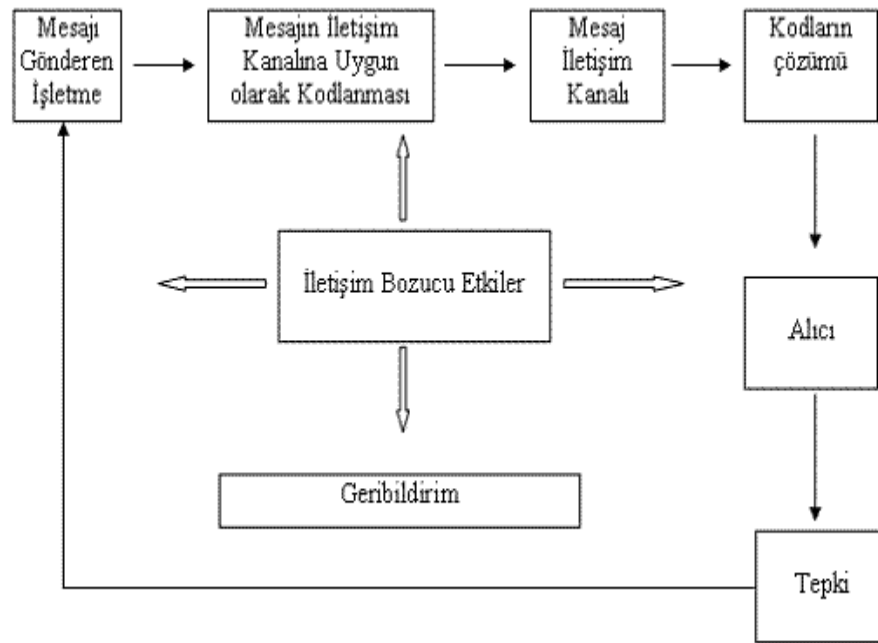 Mesajı
Gönderen
İşletme
Mesajın İletişim
Kanalına Uygun
olarak Kodlanması
Mesaj
İletişim
Kanalı
Kodların
çözümü
İletişim Bozucu Etkiler
Alıcı
Geribildirim
Tepki